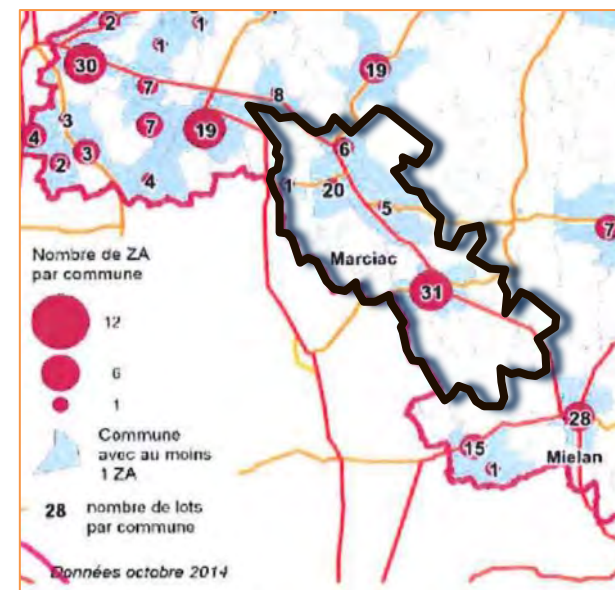 2
1
1
30
19
7
8
3
7
19
4
6
3
2
4
1
20
5
7
Nombre de ZA
par commune
Marciac
31
12
6
1
Commune
avec au moins
1 ZA
28
15
Mielan
1
28 nombre de lots
par commune
Données octobre 2014